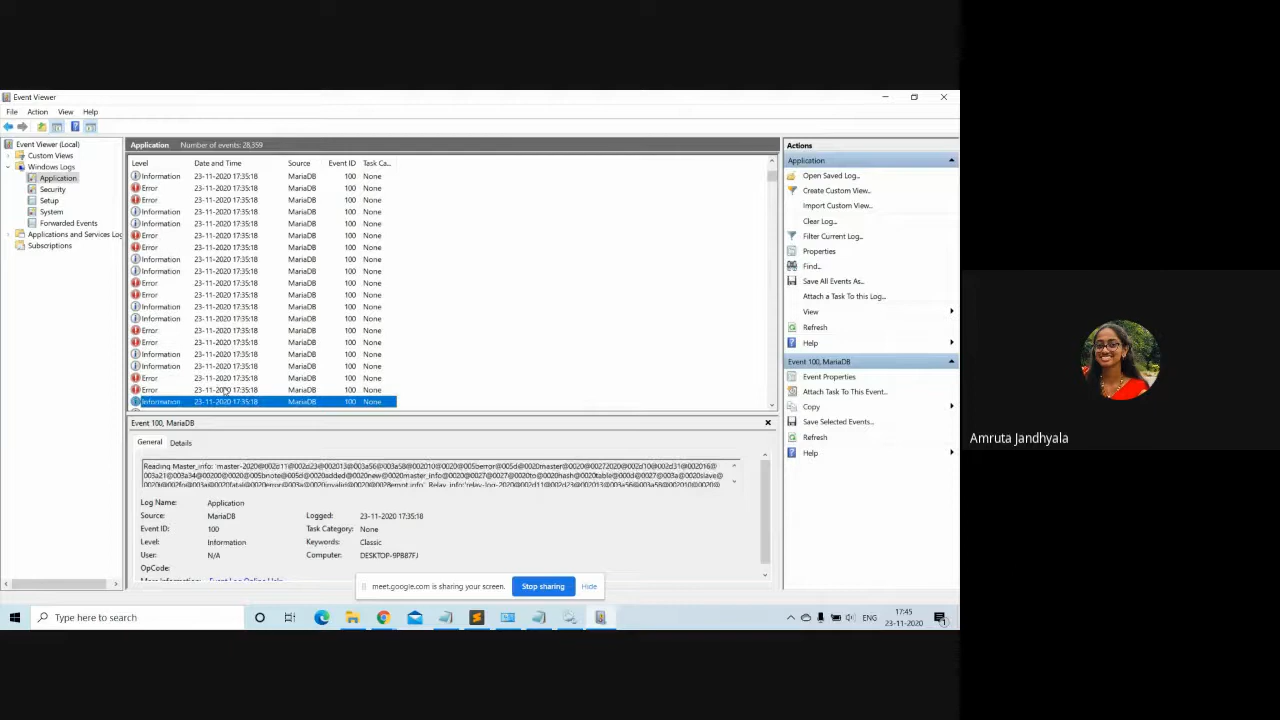 Event Viewer
File Action View Help
Event Viewer (Local)
Custom Views
Windows Logs
Application
Security
Setup
System
Forwarded Events
Applications and Services Log
Subscriptions
Application Number of events: 28,359
Level Date and Time Source Event ID Task Ca...
Information 23-11-2020 17:35:18 MariaDB 100 None
Error 23-11-2020 17:35:18 MariaDB 100 None
Error 23-11-2020 17:35:18 MariaDB 100 None
Information 23-11-2020 17:35:18 MariaDB 100 None
Information 23-11-2020 17:35:18 MariaDB 100 None
Error 23-11-2020 17:35:18 MariaDB 100 None
Error 23-11-2020 17:35:18 MariaDB 100 None
Information 23-11-2020 17:35:18 MariaDB 100 None
Information 23-11-2020 17:35:18 MariaDB 100 None
Error 23-11-2020 17:35:18 MariaDB 100 None
Error 23-11-2020 17:35:18 MariaDB 100 None
Information 23-11-2020 17:35:18 MariaDB 100 None
Information 23-11-2020 17:35:18 MariaDB 100 None
Error 23-11-2020 17:35:18 MariaDB 100 None
Error 23-11-2020 17:35:18 MariaDB 100 None
Information 23-11-2020 17:35:18 MariaDB 100 None
Information 23-11-2020 17:35:18 MariaDB 100 None
Error 23-11-2020 17:35:18 MariaDB 100 None
Error 23-11-2020 17:35:18 MariaDB 100 None
Information 23-11-2020 17:35:18 MariaDB 100 None
Event 100, MariaDB
General Details
Reading Master_info:
Log Name: Application
Source: MariaDB Logged: 23-11-2020 17:35:18
Event ID: 100 Task Category: None
Level: Information Keywords: Classic
User: N/A Computer: DESKTOP-9PB87FJ
OpCode:
More Information: Event Log Online Help
Actions
Application
Open Saved Log...
Create Custom View...
Import Custom View...
Clear Log...
Filter Current Log...
Properties
Find...
Save All Events As...
Attach a Task To this Log...
View
Refresh
Help
Event 100, MariaDB
Event Properties
Attach Task To This Event...
Copy
Save Selected Events...
Refresh
Help
meet.google.com is sharing your screen. Stop sharing Hide
Type here to search
ENG
17:45
23-11-2020
Amruta Jandhyala